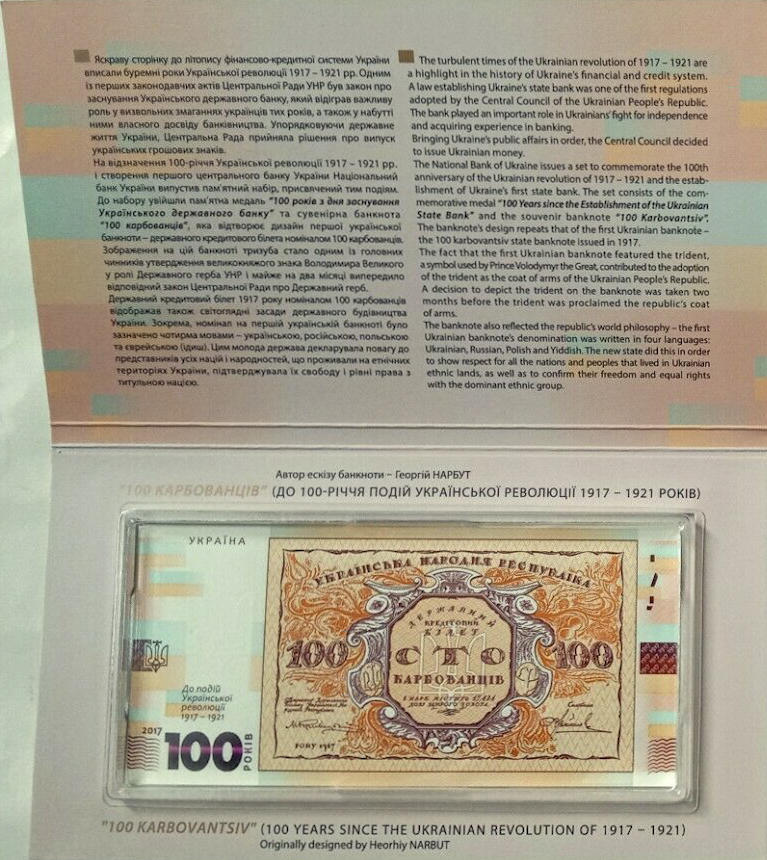 Яскраву сторінку до літопису фінансово-кредитної системи України
вписали буремні роки Української революції 1917 – 1921 рр. Одним
із перших законодавчих актів Центральної Ради УНР був закон про
заснування Українського державного банку, який відіграв важливу
роль у визвольних змаганнях українців тих років, а також у набутті
ними власного досвіду банківництва. Упорядковуючи державне
життя України, Центральна Рада прийняла рішення про випуск
українських грошових знаків.
На відзначення 100-річчя Української революції 1917 – 1921 рр.
і створення першого центрального банку України Національний
банк України випустив пам'ятний набір, присвячений тим подіям.
До набору увійшли пам'ятна медаль "100 років з дня заснування
Українського державного банку" та сувенірна банкнота
"100 карбованців", яка відтворює дизайн першої української
банкноти – державного кредитового білета номіналом 100 карбованців.
Зображення на цій банкноті тризуба стало одним із головних
чинників утвердження великокняжого знака Володимира Великого
у ролі Державного герба УНР і майже на два місяці випередило
відповідний закон Центральної Ради про Державний герб.
Державний кредитовий білет 1917 року номіналом 100 карбованців
відображав також світоглядні засади державного будівництва
України. Зокрема, номінал на першій українській банкноті було
зазначено чотирма мовами – українською, російською, польською
та єврейською (їдиш). Цим молода держава декларувала повагу до
представників усіх націй і народностей, що проживали на етнічних
територіях України, підтверджувала їх свободу і рівні права з
титульною нацією.
The turbulent times of the Ukrainian revolution of 1917 – 1921 are
a highlight in the history of Ukraine's financial and credit system.
A law establishing Ukraine's state bank was one of the first regulations
adopted by the Central Council of the Ukrainian People's Republic.
The bank played an important role in Ukrainians' fight for independence
and acquiring experience in banking.
Bringing Ukraine's public affairs in order, the Central Council decided
to issue Ukrainian money.
The National Bank of Ukraine issues a set to commemorate the 100th
anniversary of the Ukrainian revolution of 1917 – 1921 and the estab-
lishment of Ukraine's first state bank. The set consists of the com-
memorative medal "100 Years since the Establishment of the Ukrainian
State Bank" and the souvenir banknote "100 Karbovantsiv".
The banknote's design repeats that of the first Ukrainian banknote –
the 100 karbovantsiv state banknote issued in 1917.
The fact that the first Ukrainian banknote featured the trident,
a symbol used by Prince Volodymyr the Great, contributed to the adoption
of the trident as the coat of arms of the Ukrainian People's Republic.
A decision to depict the trident on the banknote was taken two
months before the trident was proclaimed the republic's coat
of arms.
The banknote also reflected the republic's world philosophy – the first
Ukrainian banknote's denomination was written in four languages:
Ukrainian, Russian, Polish and Yiddish. The new state did this in order
to show respect for all the nations and peoples that lived in Ukrainian
ethnic lands, as well as to confirm their freedom and equal rights
with the dominant ethnic group.
Автор ескізу банкноти – Георгій НАРБУТ
"100 КАРБОВАНЦІВ" (ДО 100-РІЧЧЯ ПОДІЙ УКРАЇНСЬКОЇ РЕВОЛЮЦІЇ 1917 – 1921 РОКІВ)
УКРАЇНА
УКРАЇНСЬКА НАРОДНЯ РЕСПУБЛІКА
ДЕРЖАВНИЙ
КРЕДИТОВИЙ
БІЛЕТ
100
СТО
100
КАРБОВАНЦІВ
До подій
Української
революції
1917 – 1921
2017
100
РОКІВ
РОКУ 1917
"100 KARBOVANTSIV" (100 YEARS SINCE THE UKRAINIAN REVOLUTION OF 1917 – 1921)
Originally designed by Heorhiy NARBUT